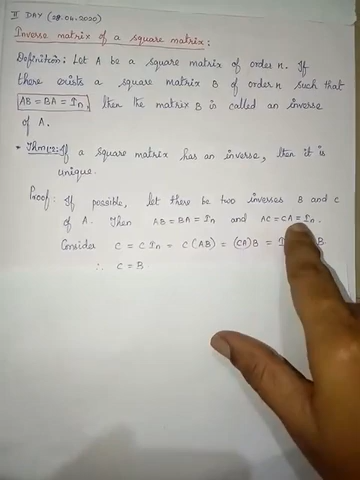 II DAY (28.04.2020)
Inverse matrix of a square matrix:
Definition: Let A be a square matrix of order n. If
there exists a square matrix B of order n such that
AB = BA = In, then the matrix B is called an inverse
of A.
* Thm 1.2: If a square matrix has an inverse, then it is
unique.
Proof: If possible, let there be two inverses B and C
of A. Then AB = BA = In and AC = CA = In.
Consider C = C In = C(AB) = (CA)B = I B
∴ C = B.